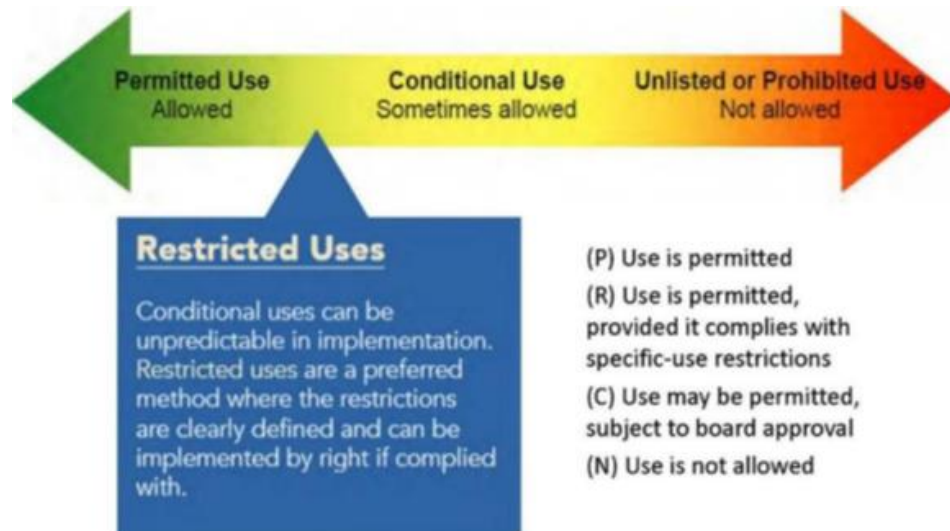 Permitted Use
Allowed
Conditional Use
Sometimes allowed
Unlisted or Prohibited Use
Not allowed
Restricted Uses
Conditional uses can be
unpredictable in implementation.
Restricted uses are a preferred
method where the restrictions
are clearly defined and can be
implemented by right if complied
with.
(P) Use is permitted
(R) Use is permitted,
provided it complies with
specific-use restrictions
(C) Use may be permitted,
subject to board approval
(N) Use is not allowed